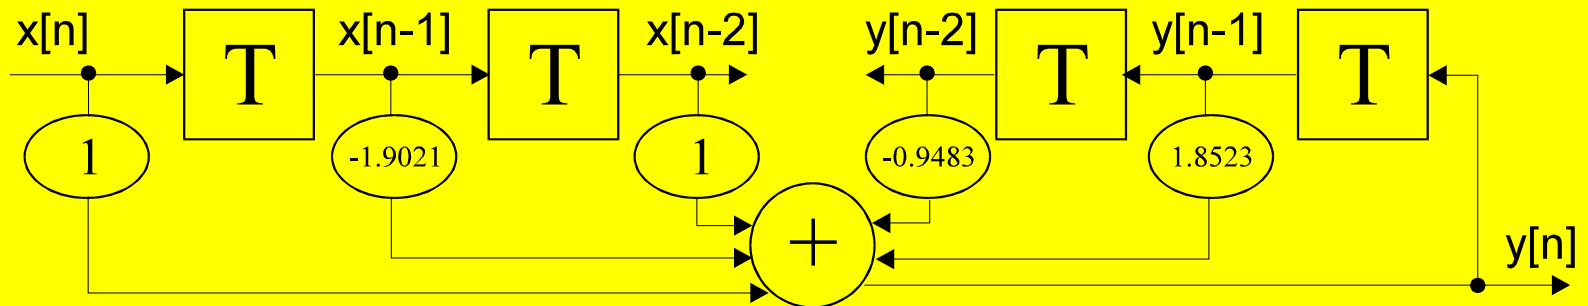 x[n] T x[n-1] T x[n-2] y[n-2] T y[n-1] T
1 -1.9021 1 -0.9483 1.8523
+ y[n]